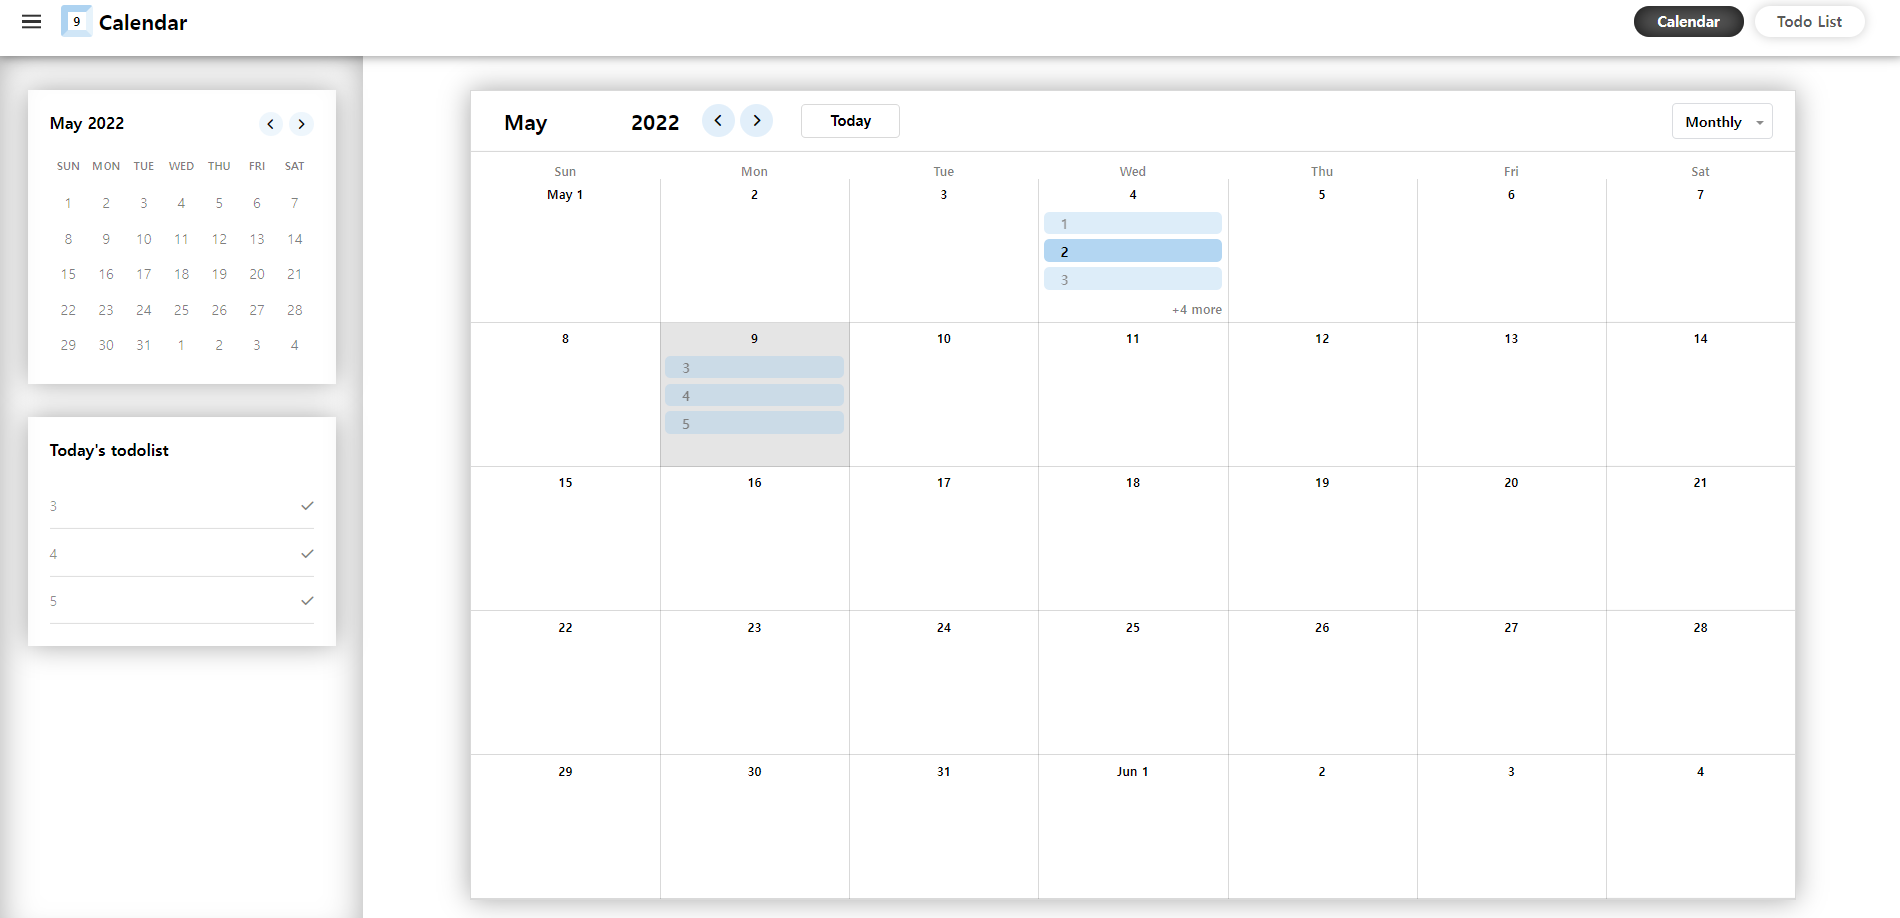 9 Calendar Calendar Todo List
May 2022
SUN MON TUE WED THU FRI SAT
1 2 3 4 5 6 7
8 9 10 11 12 13 14
15 16 17 18 19 20 21
22 23 24 25 26 27 28
29 30 31 1 2 3 4
Today's todolist
3
4
5
May 2022 Today Monthly
Sun Mon Tue Wed Thu Fri Sat
May 1 2 3 4 5 6 7
1
2
3
+4 more
8 9 10 11 12 13 14
3
4
5
15 16 17 18 19 20 21
22 23 24 25 26 27 28
29 30 31 Jun 1 2 3 4